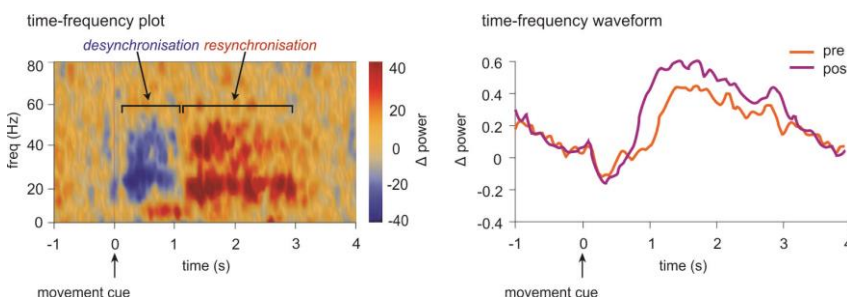 time-frequency plot
desynchronisation resynchronisation
80
60
40
20
0
freq (Hz)
-1 0 1 2 3 4
time (s)
movement cue
40
20
0
-20
-40
Δ power
time-frequency waveform
pre
pos
0.6
0.4
0.2
0
-0.4
Δ power
-1 0 1 2 3 4
time (s)
movement cue